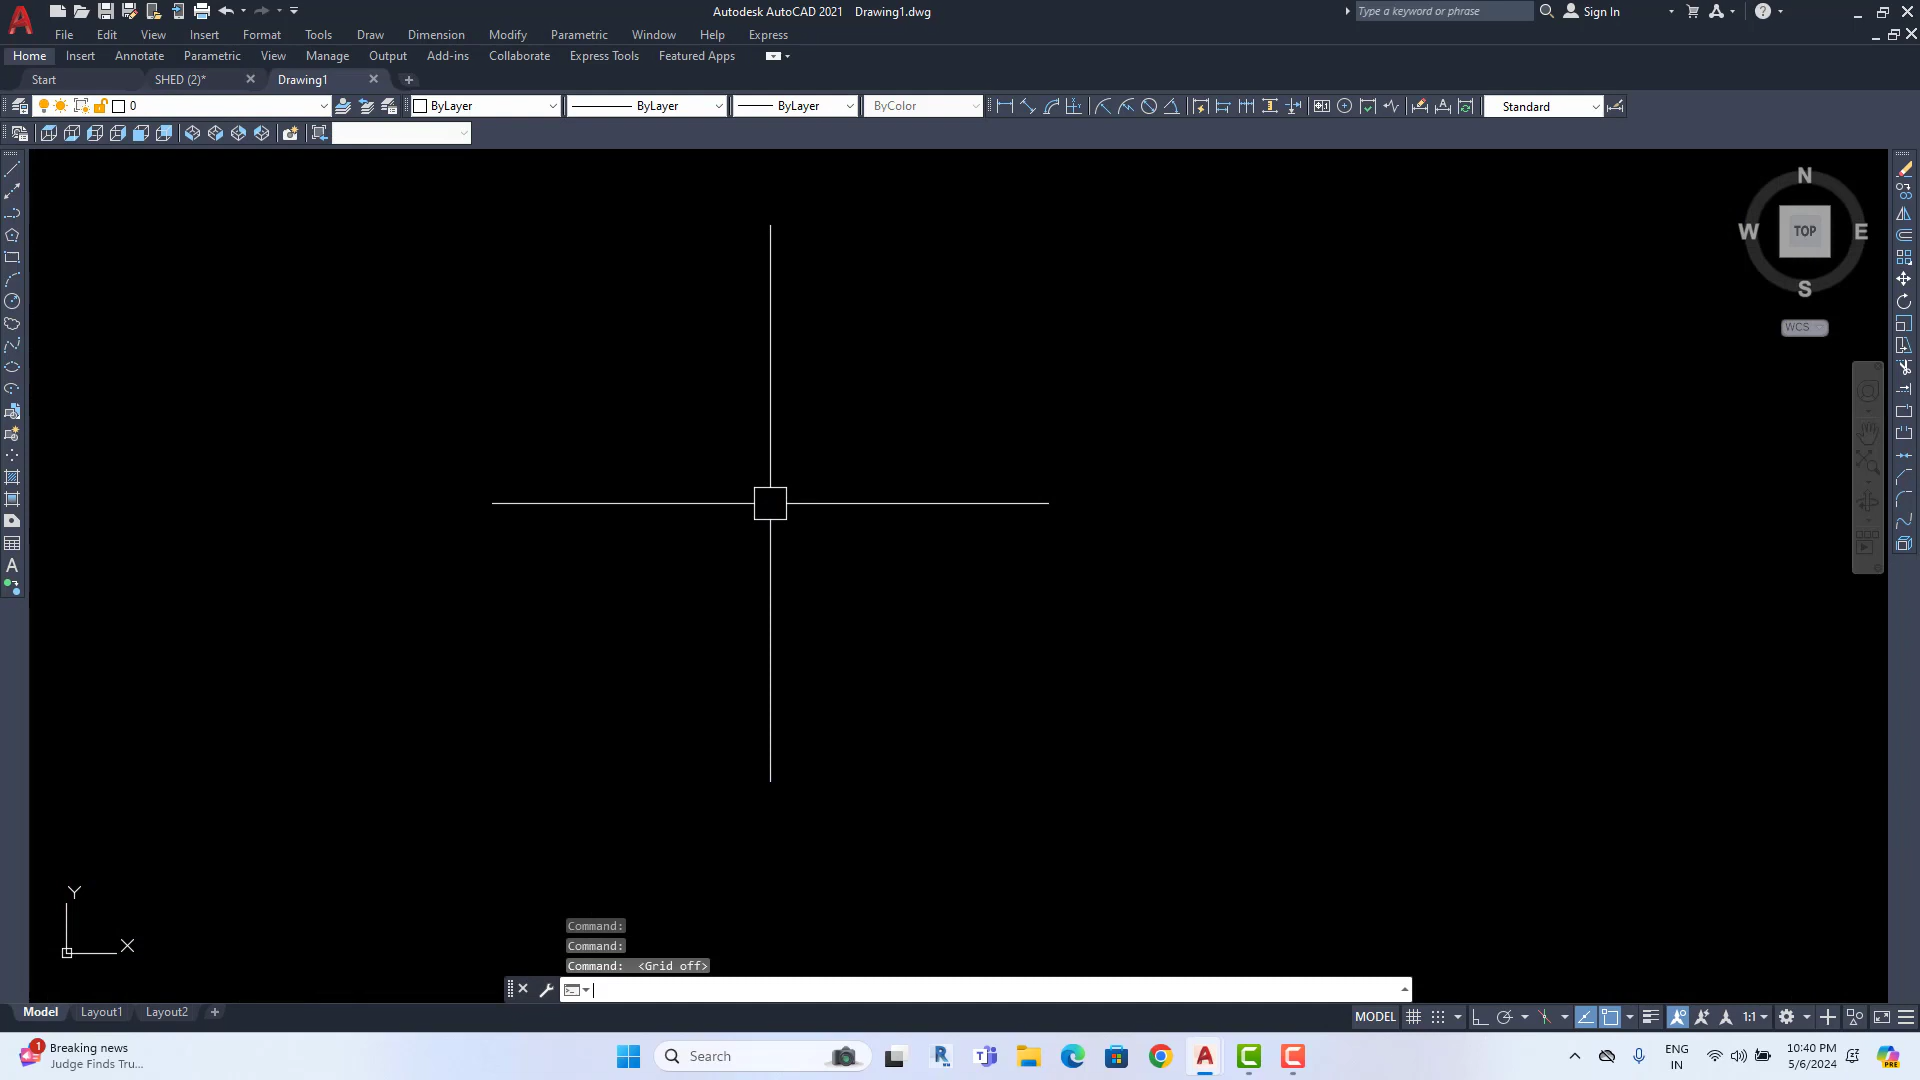 Autodesk AutoCAD 2021 Drawing1.dwg
Type a keyword or phrase
Sign In
File Edit View Insert Format Tools Draw Dimension Modify Parametric Window Help Express
Home Insert Annotate Parametric View Manage Output Add-ins Collaborate Express Tools Featured Apps
Start SHED (2)* Drawing1
0 ByLayer ByLayer ByLayer ByColor Standard
N
W TOP E
S
WCS
A
Y
X
Command:
Command:
Command: <Grid off>
Model Layout1 Layout2
MODEL 1:1
1 Breaking news
Judge Finds Tru...
Search
ENG
IN
10:40 PM
5/6/2024
PRE